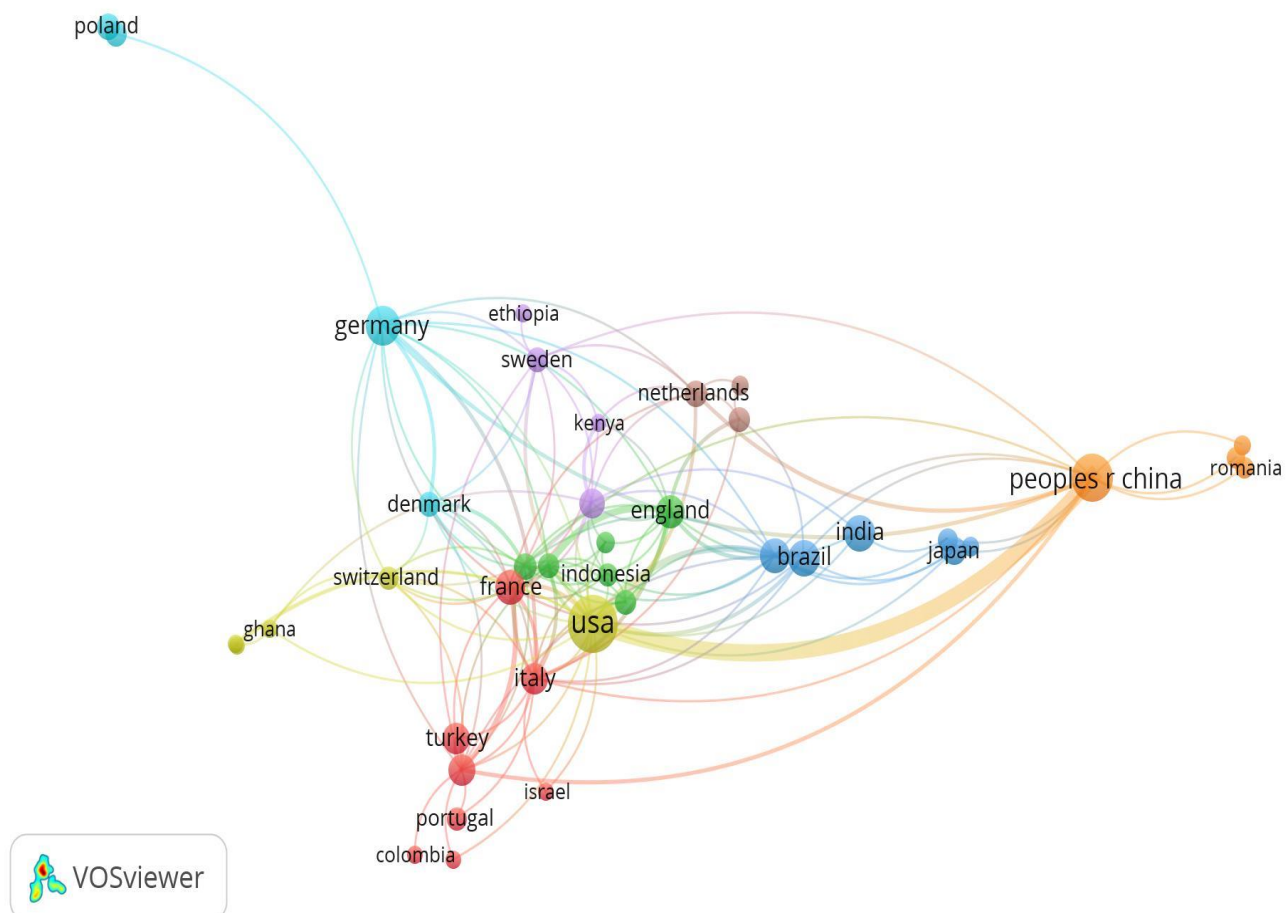 poland
germany
ethiopia
sweden
netherlands
kenya
peoples r china
romania
denmark
england
india
brazil
japan
switzerland
france
indonesia
usa
ghana
italy
turkey
israel
portugal
colombia
VOSviewer